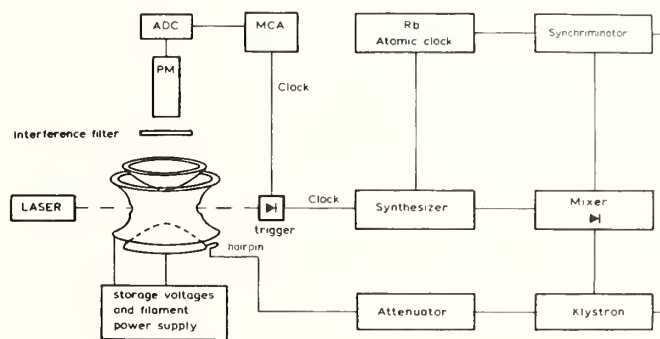 ADC
MCA
Rb
Atomic clock
Synchriminator
PM
Clock
Interference filter
LASER
trigger
Clock
Synthesizer
Mixer
hairpin
storage voltages
and filament
power supply
Attenuator
Klystron